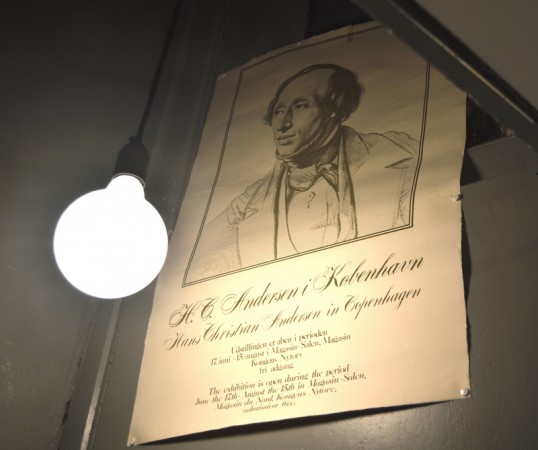 H. C. Andersen i København
Hans Christian Andersen in Copenhagen
Udstillingen er åben i perioden
17. juni - 15. august i Magasin-Salen, Magasin
Kongens Nytorv
fri adgang.
The exhibition is open during the period
June the 17th - August the 15th in Magasin-Salen,
Magasin du Nord, Kongens Nytorv,
admission free.